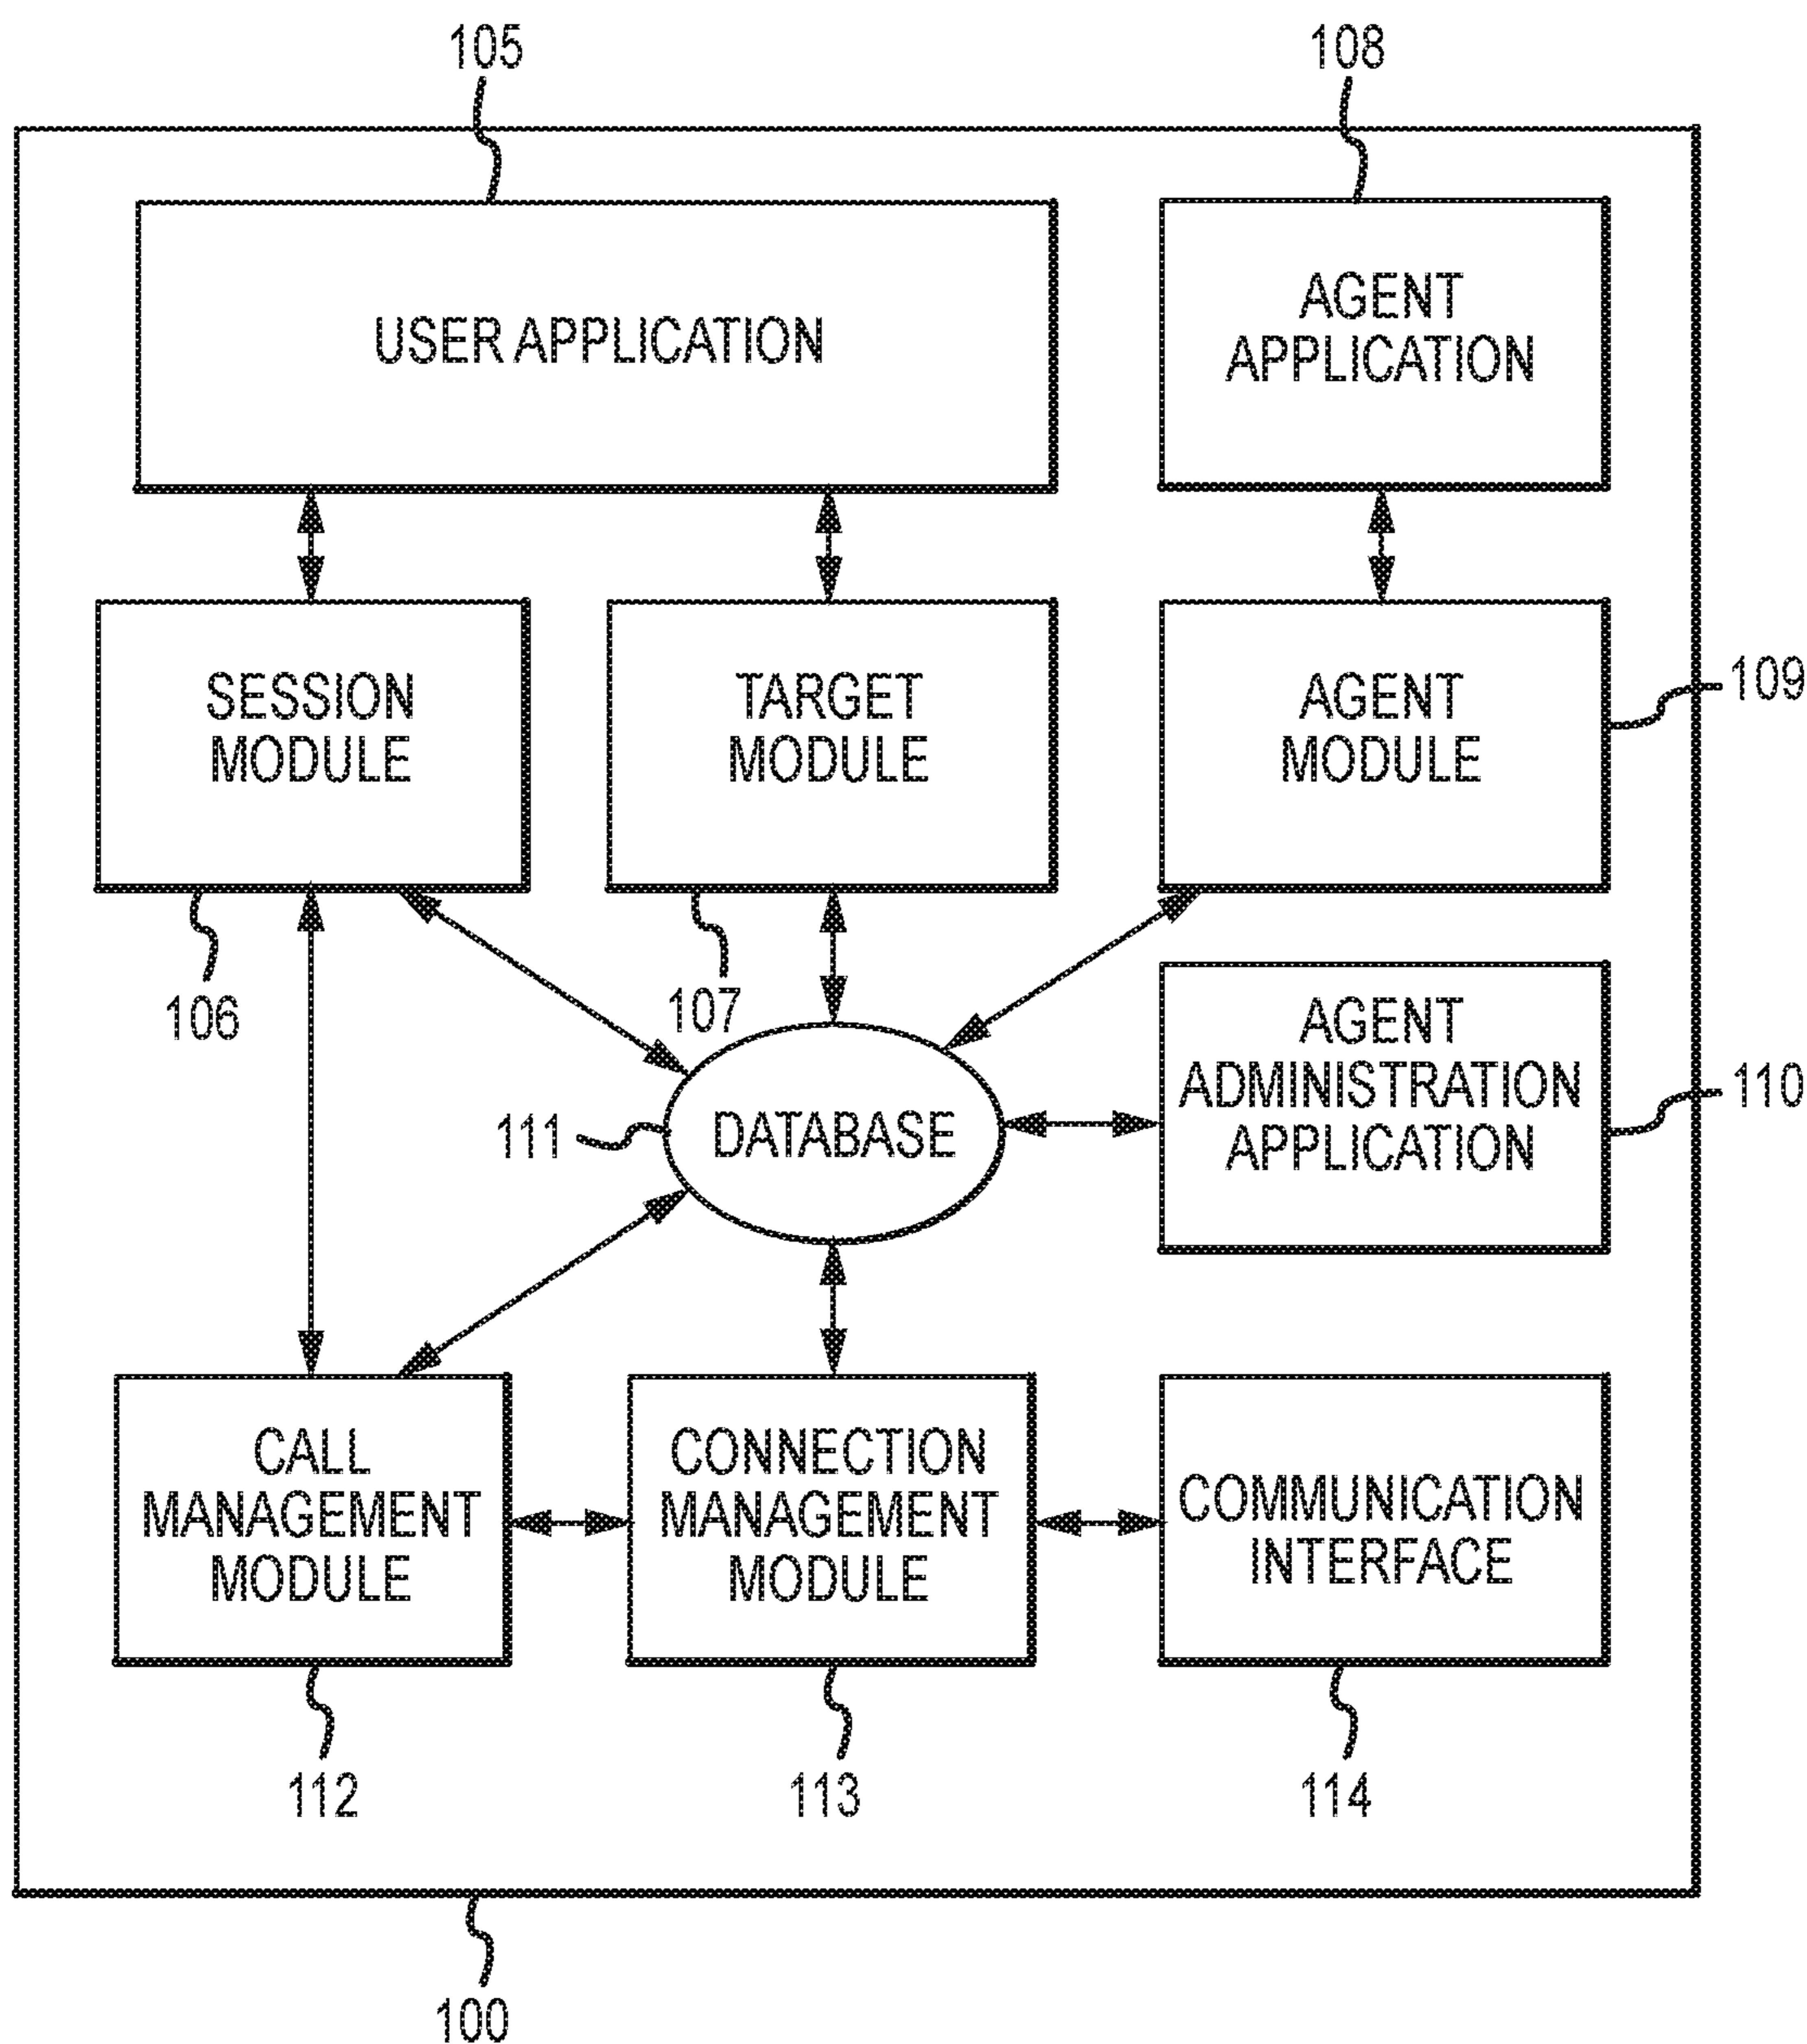 105
108
USER APPLICATION
AGENT
APPLICATION
SESSION
MODULE
TARGET
MODULE
AGENT
MODULE
109
106
107
AGENT
ADMINISTRATION
APPLICATION
110
111
DATABASE
CALL
MANAGEMENT
MODULE
CONNECTION
MANAGEMENT
MODULE
COMMUNICATION
INTERFACE
112
113
114
100